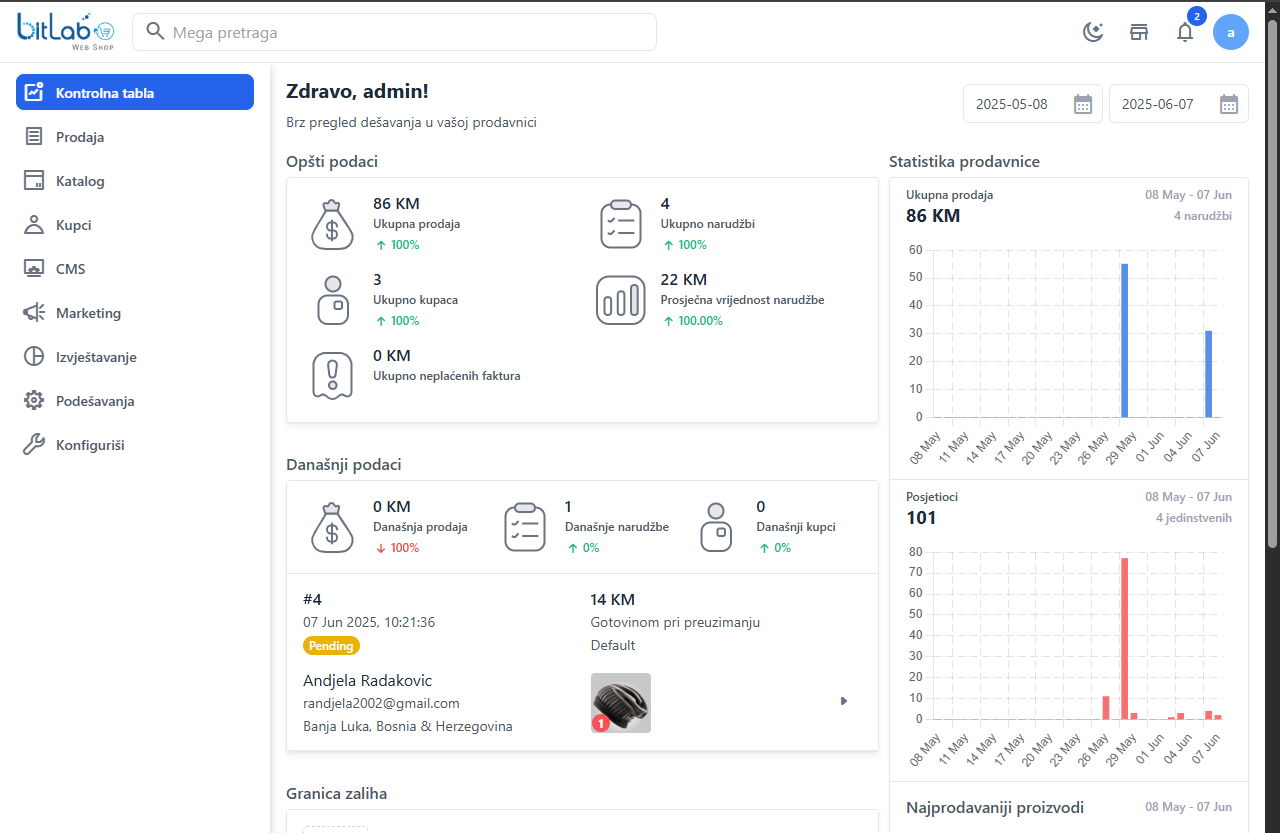 bitLab
WEB SHOP
Mega pretraga
2
a
Kontrolna tabla
Prodaja
Katalog
Kupci
CMS
Marketing
Izvještavanje
Podešavanja
Konfiguriši
Zdravo, admin!
Brz pregled dešavanja u vašoj prodavnici
2025-05-08
2025-06-07
Opšti podaci
86 KM
Ukupna prodaja
100%
4
Ukupno narudžbi
100%
3
Ukupno kupaca
100%
22 KM
Prosječna vrijednost narudžbe
100.00%
0 KM
Ukupno neplaćenih faktura
Današnji podaci
0 KM
Današnja prodaja
100%
1
Današnje narudžbe
0%
0
Današnji kupci
0%
#4
07 Jun 2025, 10:21:36
Pending
14 KM
Gotovinom pri preuzimanju
Default
Andjela Radakovic
randjela2002@gmail.com
Banja Luka, Bosnia & Herzegovina
1
Granica zaliha
Statistika prodavnice
Ukupna prodaja
08 May - 07 Jun
86 KM
4 narudžbi
60
50
40
30
20
10
0
08 May
11 May
14 May
17 May
20 May
23 May
26 May
29 May
01 Jun
04 Jun
07 Jun
Posjetioci
08 May - 07 Jun
101
4 jedinstvenih
80
70
60
50
40
30
20
10
0
08 May
11 May
14 May
17 May
20 May
23 May
26 May
29 May
01 Jun
04 Jun
07 Jun
Najprodavaniji proizvodi
08 May - 07 Jun